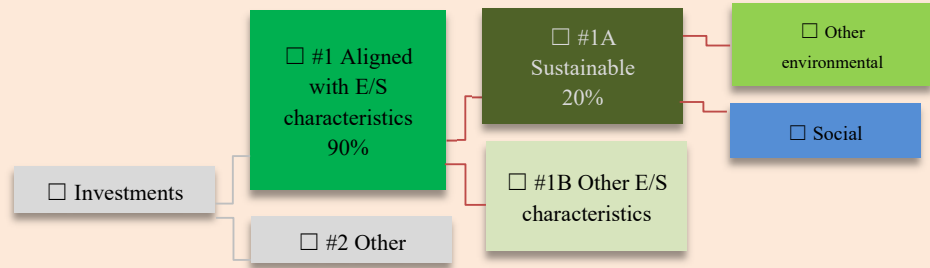 ☐ Investments
☐ #1 Aligned
with E/S
characteristics
90%
☐ #2 Other
☐ #1A
Sustainable
20%
☐ #1B Other E/S
characteristics
☐ Other
environmental
☐ Social